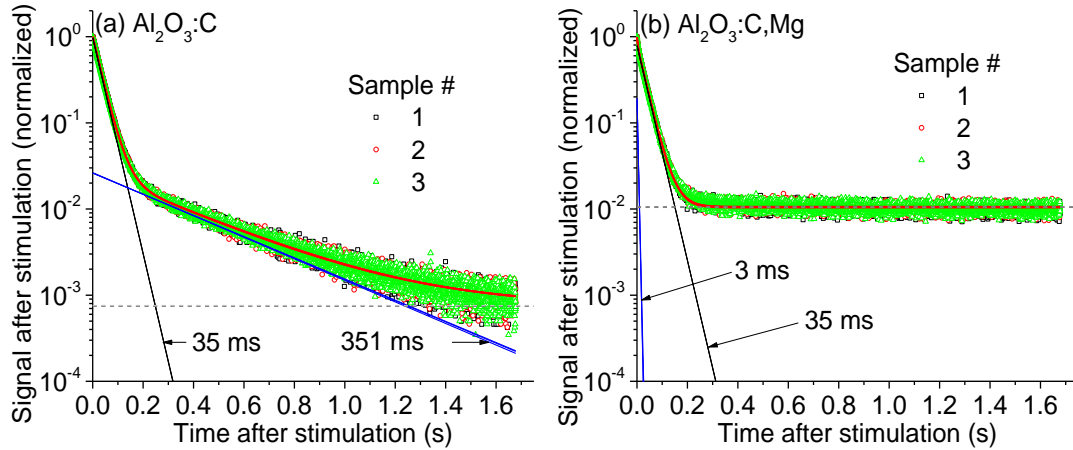 (a) Al₂O₃:C
Signal after stimulation (normalized)
10⁰
10⁻¹
10⁻²
10⁻³
10⁻⁴
Sample #
1
2
3
35 ms
351 ms
0.0 0.2 0.4 0.6 0.8 1.0 1.2 1.4 1.6
Time after stimulation (s)
(b) Al₂O₃:C,Mg
Signal after stimulation (normalized)
10⁰
10⁻¹
10⁻²
10⁻³
10⁻⁴
Sample #
1
2
3
3 ms
35 ms
0.0 0.2 0.4 0.6 0.8 1.0 1.2 1.4 1.6
Time after stimulation (s)